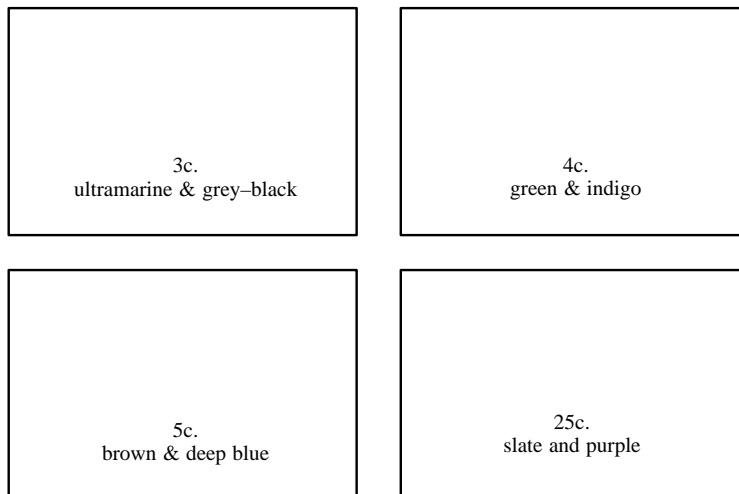 3c.
ultramarine & grey–black
4c.
green & indigo
5c.
brown & deep blue
25c.
slate and purple